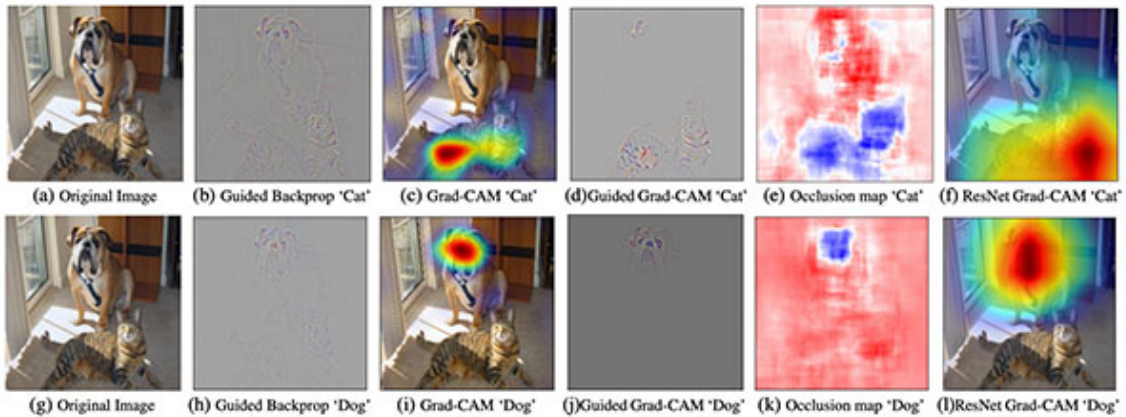 (a) Original Image (b) Guided Backprop 'Cat' (c) Grad-CAM 'Cat' (d)Guided Grad-CAM 'Cat' (e) Occlusion map 'Cat' (f) ResNet Grad-CAM 'Cat'
(g) Original Image (h) Guided Backprop 'Dog' (i) Grad-CAM 'Dog' (j)Guided Grad-CAM 'Dog' (k) Occlusion map 'Dog' (l)ResNet Grad-CAM 'Dog'